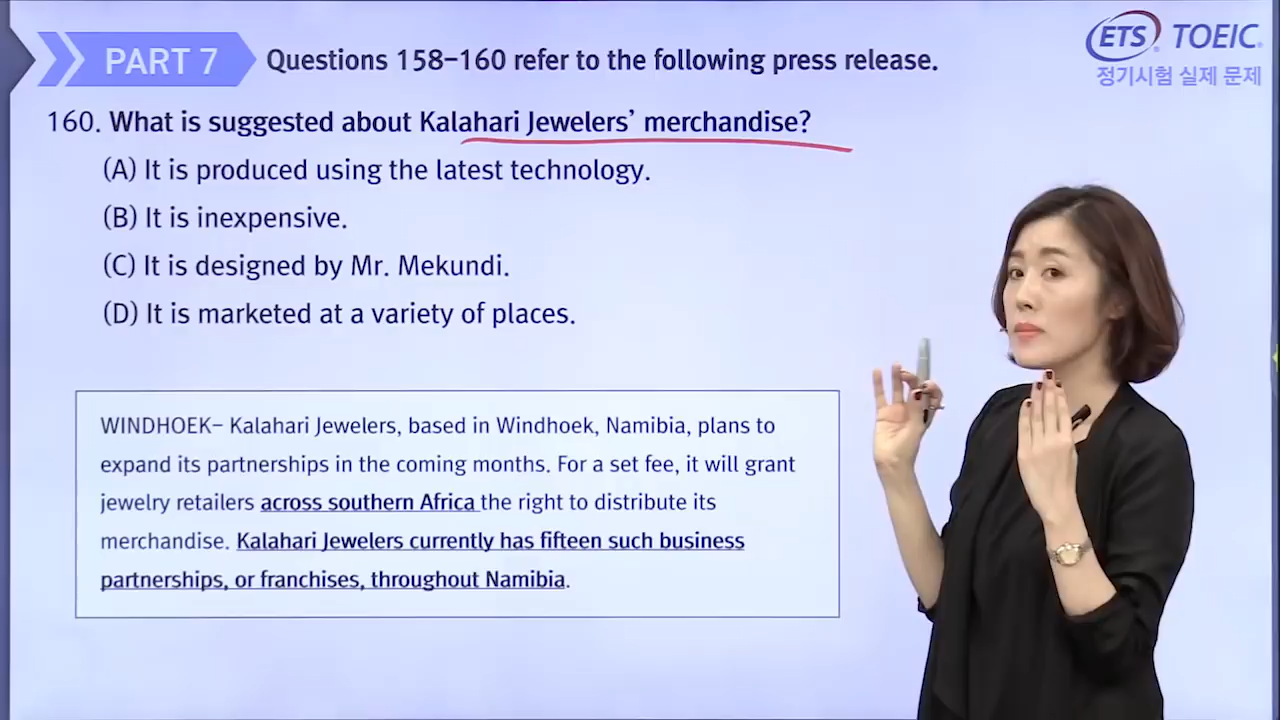 PART 7
Questions 158–160 refer to the following press release.
ETS® TOEIC®
정기시험 실제 문제
160. What is suggested about Kalahari Jewelers’ merchandise?
(A) It is produced using the latest technology.
(B) It is inexpensive.
(C) It is designed by Mr. Mekundi.
(D) It is marketed at a variety of places.
WINDHOEK– Kalahari Jewelers, based in Windhoek, Namibia, plans to
expand its partnerships in the coming months. For a set fee, it will grant
jewelry retailers across southern Africa the right to distribute its
merchandise. Kalahari Jewelers currently has fifteen such business
partnerships, or franchises, throughout Namibia.